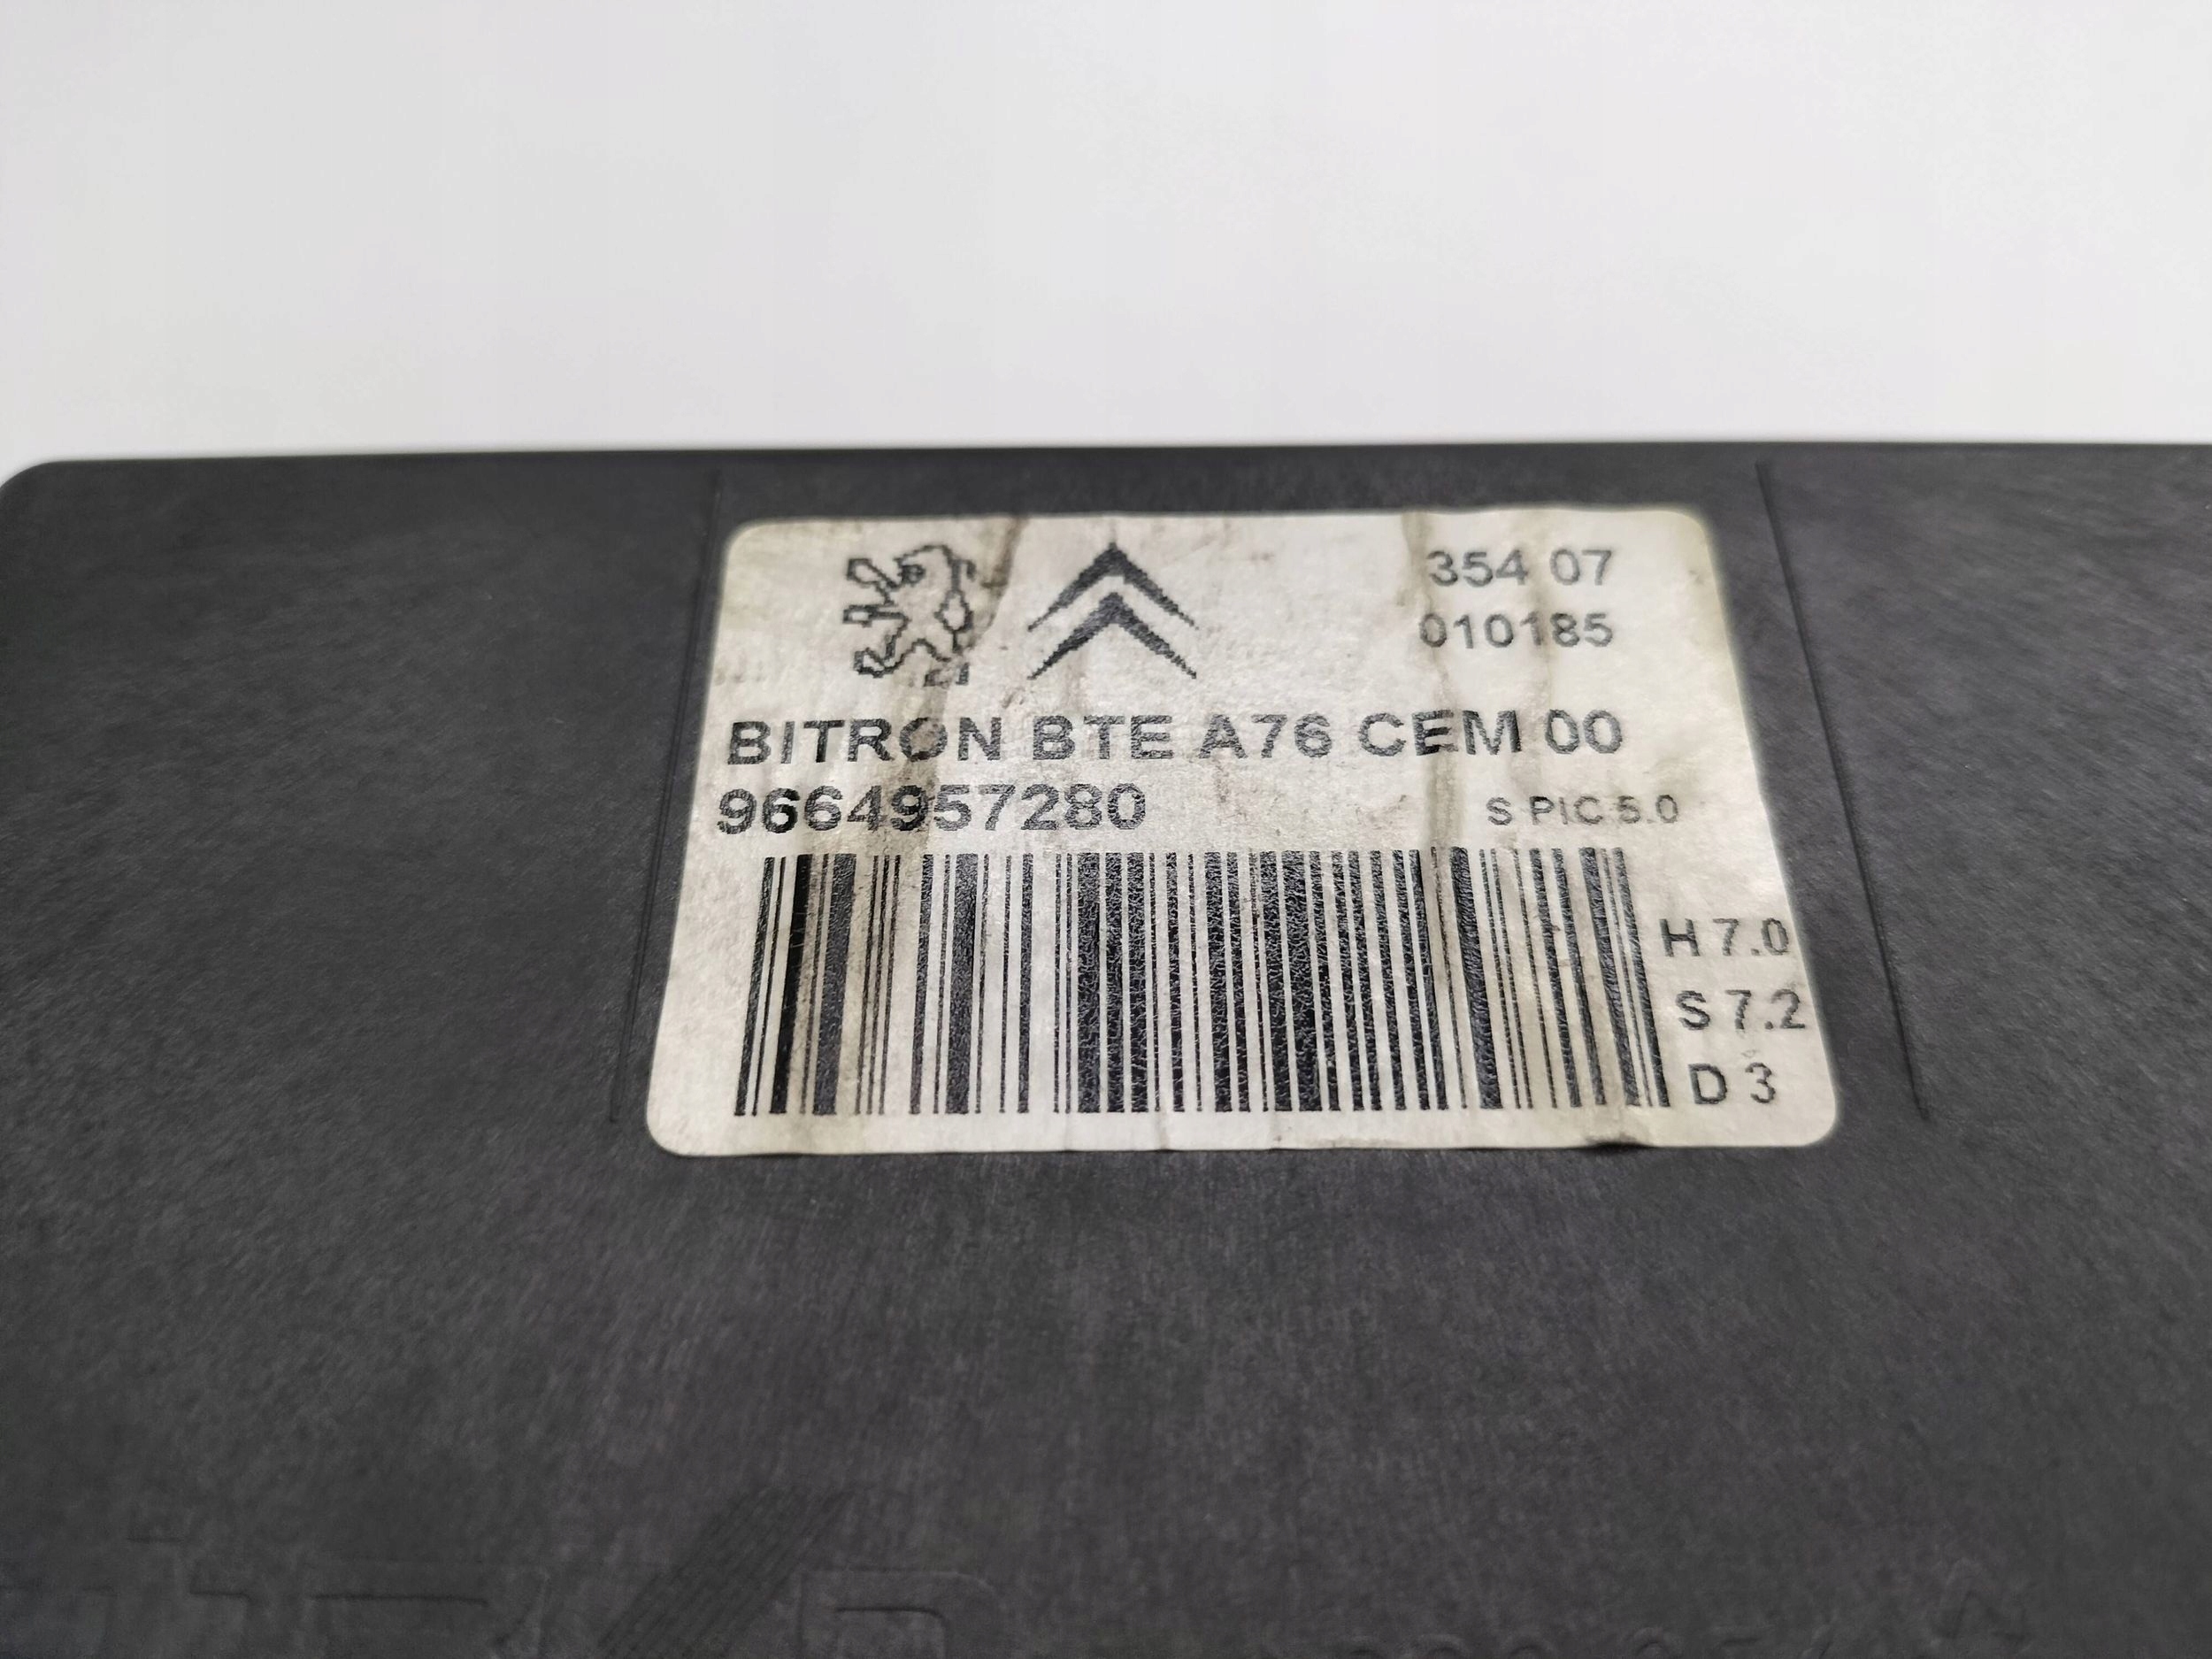 354 07
010185
BITRON BTE A76 CEM 00
9664957280
S PIC 5.0
H 7.0
S 7.2
D 3